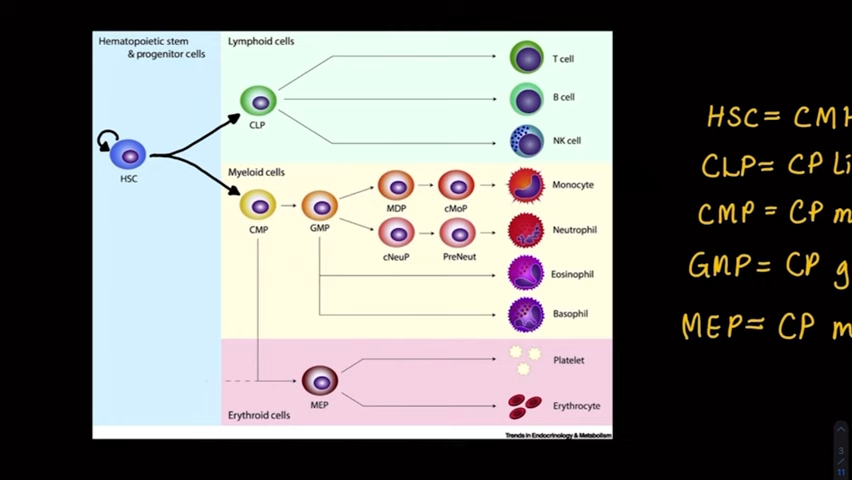 Hematopoietic stem
& progenitor cells
Lymphoid cells
T cell
B cell
CLP
NK cell
HSC
Myeloid cells
Monocyte
MDP
cMoP
CMP
GMP
Neutrophil
cNeuP
PreNeut
Eosinophil
Basophil
Platelet
MEP
Erythrocyte
Erythroid cells
Trends in Endocrinology & Metabolism
HSC = CMH
CLP = CP Li
CMP = CP m
GMP = CP g
MEP = CP m
3
/
11